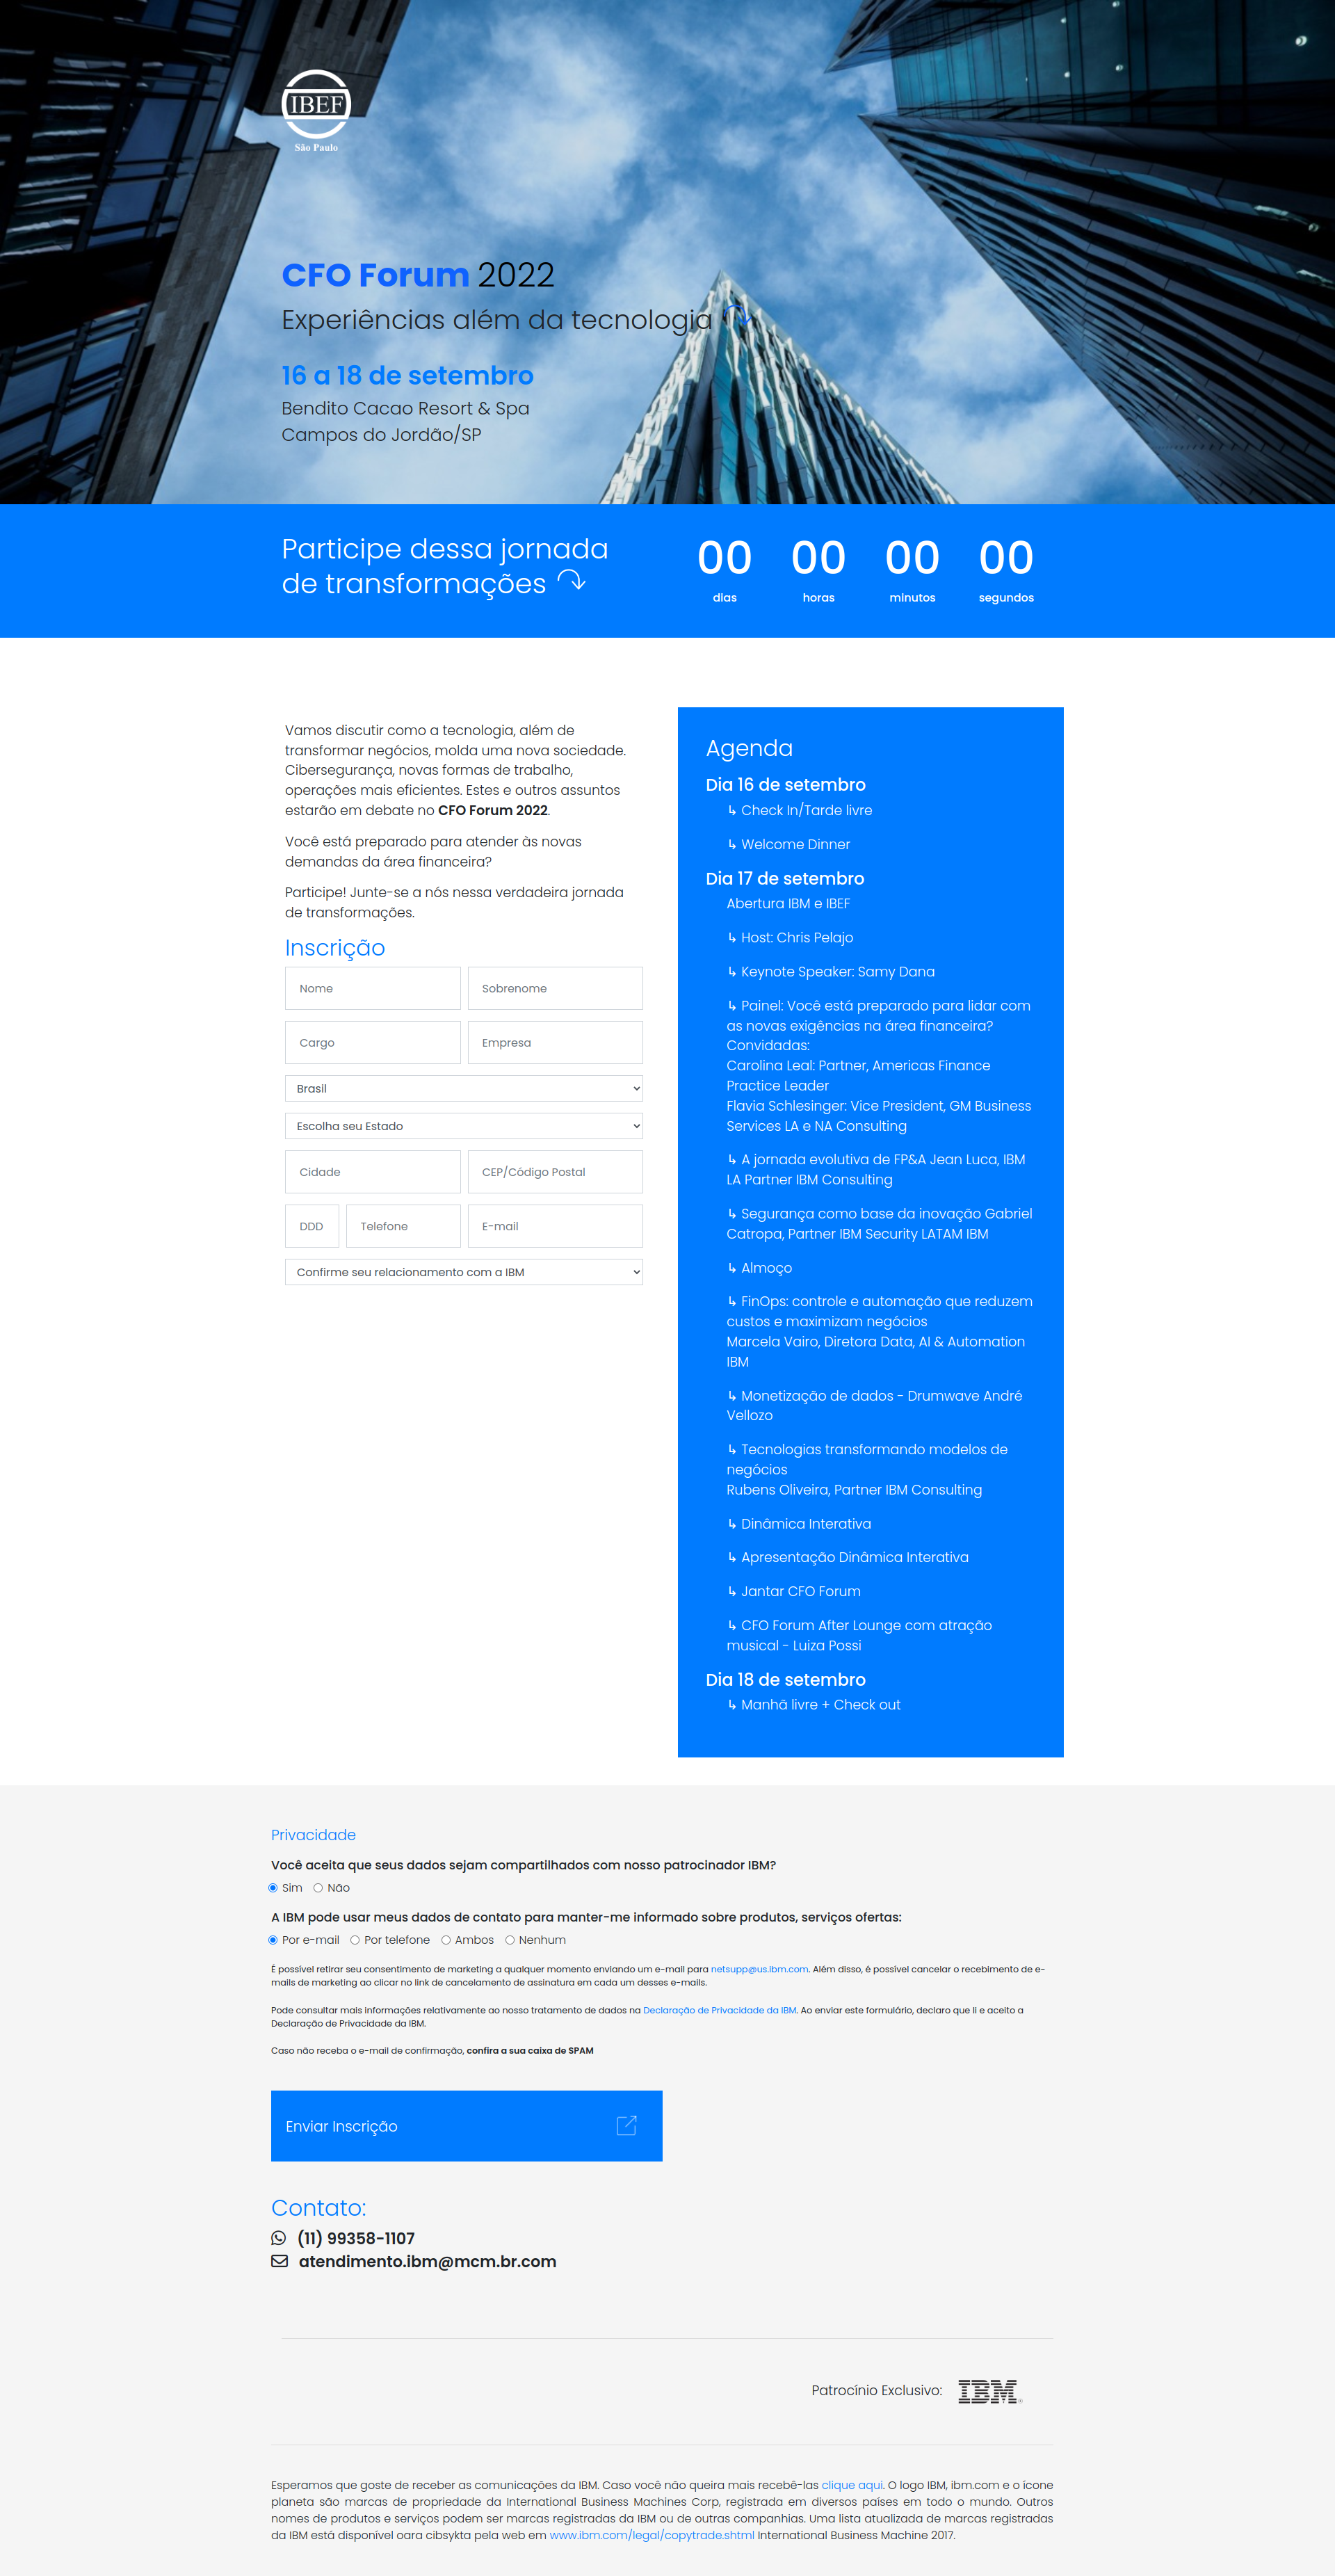 IBEF
São Paulo
CFO Forum 2022
Experiências além da tecnologia
16 a 18 de setembro
Bendito Cacao Resort & Spa
Campos do Jordão/SP
Participe dessa jornada
de transformações
00 00 00 00
dias horas minutos segundos
Vamos discutir como a tecnologia, além de
transformar negócios, molda uma nova sociedade.
Cibersegurança, novas formas de trabalho,
operações mais eficientes. Estes e outros assuntos
estarão em debate no CFO Forum 2022.
Você está preparado para atender às novas
demandas da área financeira?
Participe! Junte-se a nós nessa verdadeira jornada
de transformações.
Inscrição
Nome Sobrenome
Cargo Empresa
Brasil
Escolha seu Estado
Cidade CEP/Código Postal
DDD Telefone E-mail
Confirme seu relacionamento com a IBM
Agenda
Dia 16 de setembro
↳ Check In/Tarde livre
↳ Welcome Dinner
Dia 17 de setembro
Abertura IBM e IBEF
↳ Host: Chris Pelajo
↳ Keynote Speaker: Samy Dana
↳ Painel: Você está preparado para lidar com
as novas exigências na área financeira?
Convidadas:
Carolina Leal: Partner, Americas Finance
Practice Leader
Flavia Schlesinger: Vice President, GM Business
Services LA e NA Consulting
↳ A jornada evolutiva de FP&A Jean Luca, IBM
LA Partner IBM Consulting
↳ Segurança como base da inovação Gabriel
Catropa, Partner IBM Security LATAM IBM
↳ Almoço
↳ FinOps: controle e automação que reduzem
custos e maximizam negócios
Marcela Vairo, Diretora Data, AI & Automation
IBM
↳ Monetização de dados - Drumwave André
Vellozo
↳ Tecnologias transformando modelos de
negócios
Rubens Oliveira, Partner IBM Consulting
↳ Dinâmica Interativa
↳ Apresentação Dinâmica Interativa
↳ Jantar CFO Forum
↳ CFO Forum After Lounge com atração
musical - Luiza Possi
Dia 18 de setembro
↳ Manhã livre + Check out
Privacidade
Você aceita que seus dados sejam compartilhados com nosso patrocinador IBM?
Sim Não
A IBM pode usar meus dados de contato para manter-me informado sobre produtos, serviços ofertas:
Por e-mail Por telefone Ambos Nenhum
É possível retirar seu consentimento de marketing a qualquer momento enviando um e-mail para netsupp@us.ibm.com. Além disso, é possível cancelar o recebimento de e-
mails de marketing ao clicar no link de cancelamento de assinatura em cada um desses e-mails.
Pode consultar mais informações relativamente ao nosso tratamento de dados na Declaração de Privacidade da IBM. Ao enviar este formulário, declaro que li e aceito a
Declaração de Privacidade da IBM.
Caso não receba o e-mail de confirmação, confira a sua caixa de SPAM
Enviar Inscrição
Contato:
(11) 99358-1107
atendimento.ibm@mcm.br.com
Patrocínio Exclusivo: IBM®
Esperamos que goste de receber as comunicações da IBM. Caso você não queira mais recebê-las clique aqui. O logo IBM, ibm.com e o ícone
planeta são marcas de propriedade da International Business Machines Corp, registrada em diversos países em todo o mundo. Outros
nomes de produtos e serviços podem ser marcas registradas da IBM ou de outras companhias. Uma lista atualizada de marcas registradas
da IBM está disponível oara cibsykta pela web em www.ibm.com/legal/copytrade.shtml International Business Machine 2017.